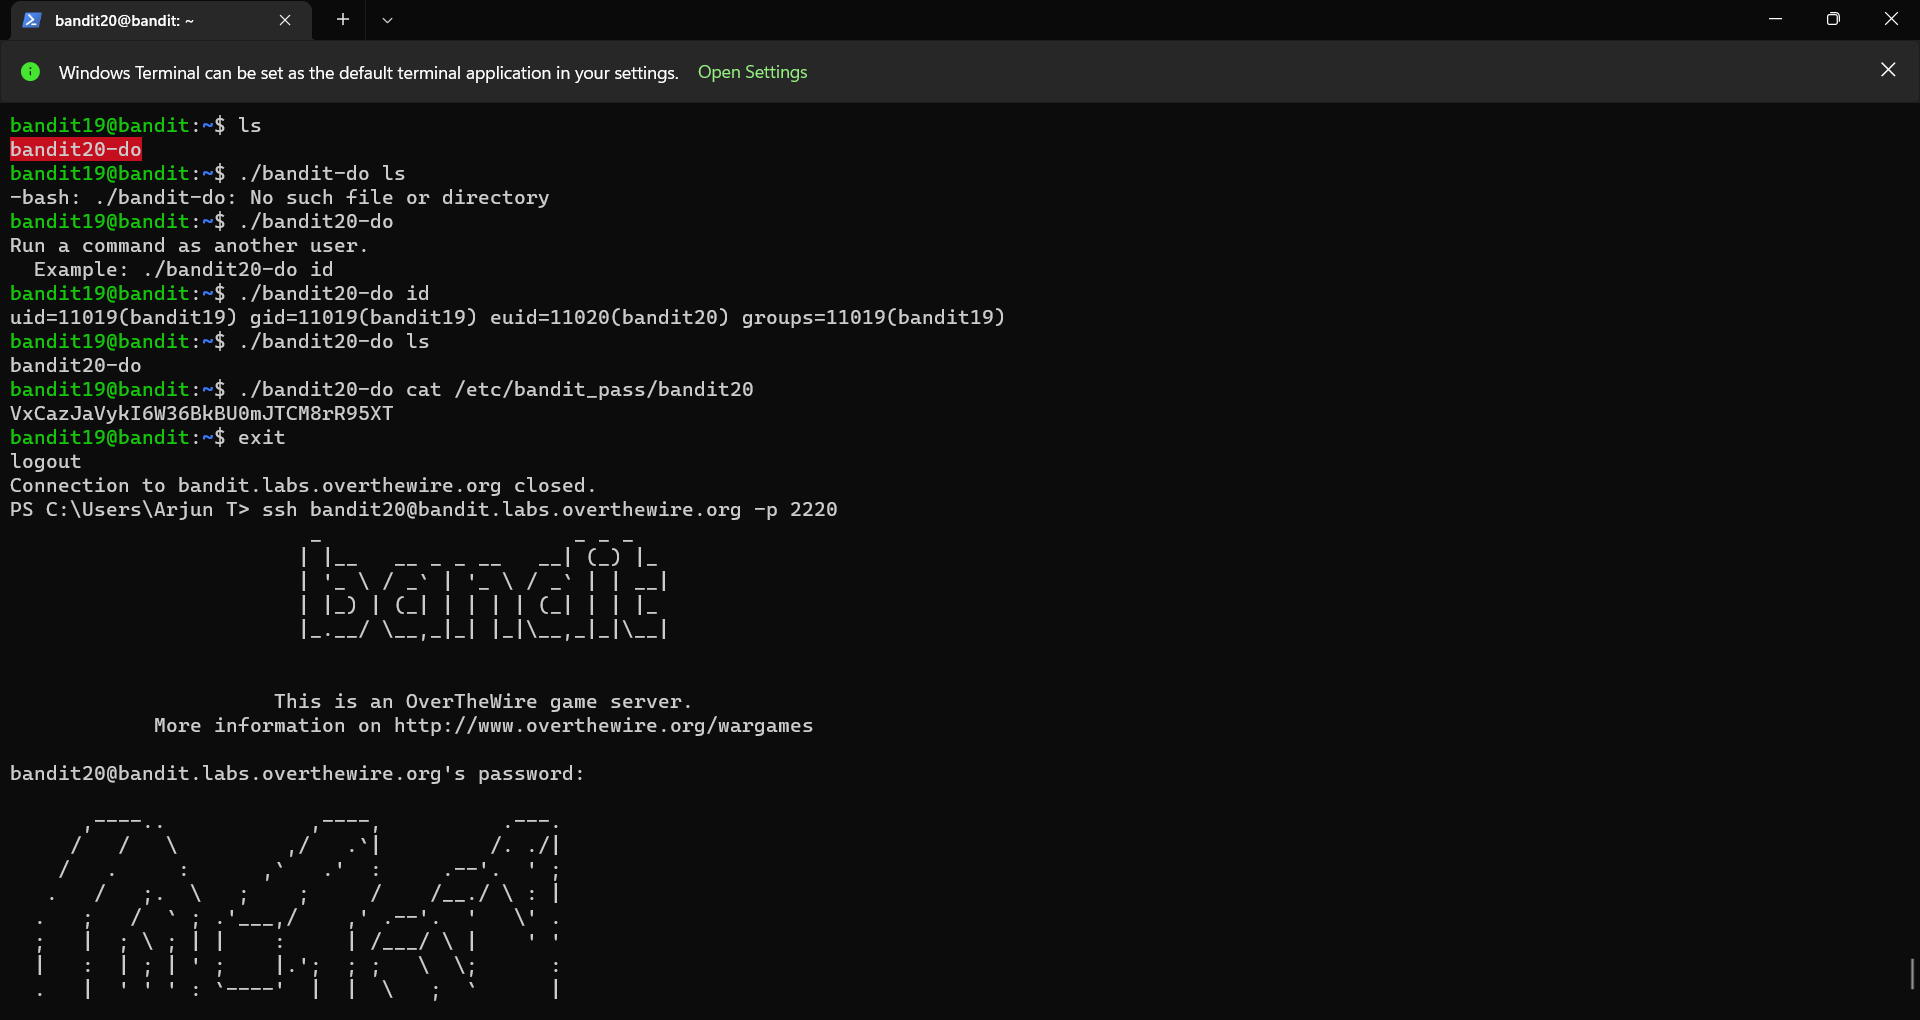 bandit20@bandit: ~
Windows Terminal can be set as the default terminal application in your settings. Open Settings
bandit19@bandit:~$ ls
bandit20-do
bandit19@bandit:~$ ./bandit-do ls
-bash: ./bandit-do: No such file or directory
bandit19@bandit:~$ ./bandit20-do
Run a command as another user.
  Example: ./bandit20-do id
bandit19@bandit:~$ ./bandit20-do id
uid=11019(bandit19) gid=11019(bandit19) euid=11020(bandit20) groups=11019(bandit19)
bandit19@bandit:~$ ./bandit20-do ls
bandit20-do
bandit19@bandit:~$ ./bandit20-do cat /etc/bandit_pass/bandit20
VxCazJaVykI6W36BkBU0mJTCM8rR95XT
bandit19@bandit:~$ exit
logout
Connection to bandit.labs.overthewire.org closed.
PS C:\Users\Arjun T> ssh bandit20@bandit.labs.overthewire.org -p 2220
bandit
This is an OverTheWire game server.
More information on http://www.overthewire.org/wargames
bandit20@bandit.labs.overthewire.org's password: